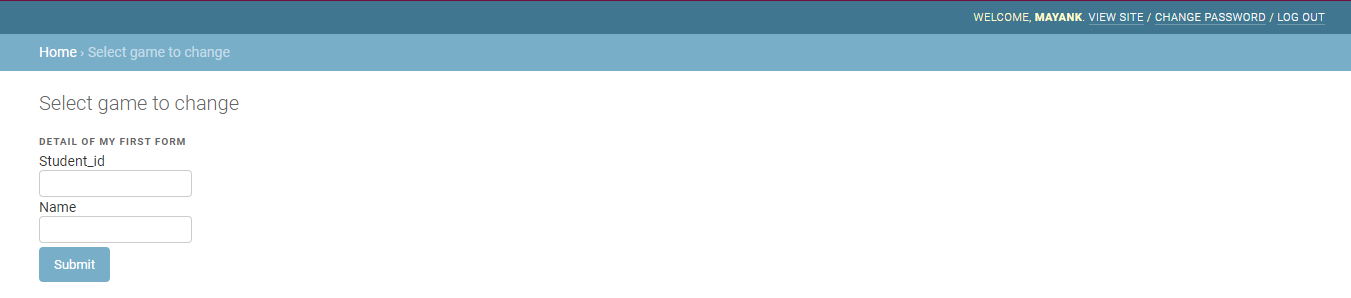 WELCOME, MAYANK. VIEW SITE / CHANGE PASSWORD / LOG OUT
Home › Select game to change
Select game to change
DETAIL OF MY FIRST FORM
Student_id
Name
Submit